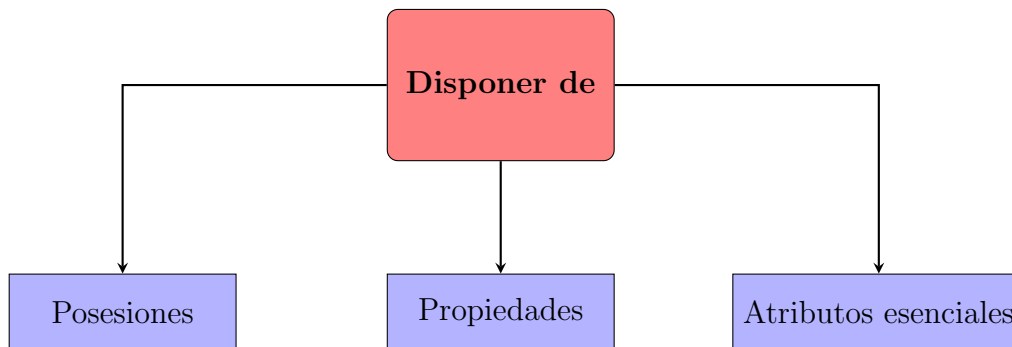 Disponer de
Posesiones
Propiedades
Atributos esenciales